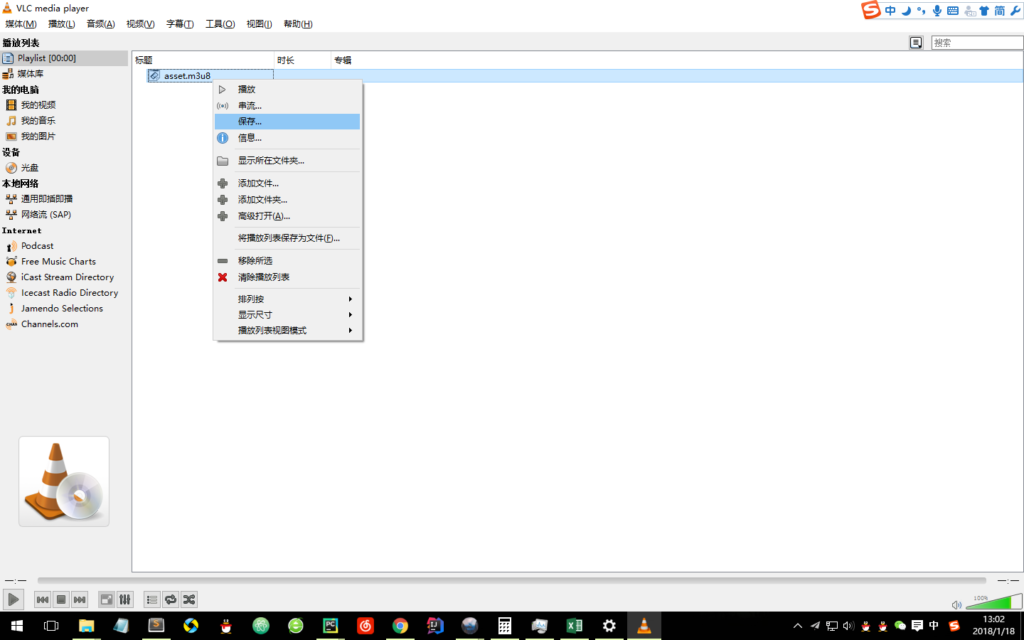 VLC media player
媒体(M) 播放(L) 音频(A) 视频(V) 字幕(T) 工具(O) 视图(I) 帮助(H)
中 简
播放列表
搜索
Playlist [00:00]
标题 时长 专辑
媒体库
asset.m3u8
我的电脑
我的视频
我的音乐
我的图片
设备
光盘
本地网络
通用即插即播
网络流 (SAP)
Internet
Podcast
Free Music Charts
iCast Stream Directory
Icecast Radio Directory
Jamendo Selections
Channels.com
播放
串流...
保存...
信息...
显示所在文件夹...
添加文件...
添加文件夹...
高级打开(A)...
将播放列表保存为文件(F)...
移除所选
清除播放列表
排列按
显示尺寸
播放列表视图模式
--:-- --:--
100%
中
13:02
2018/1/18